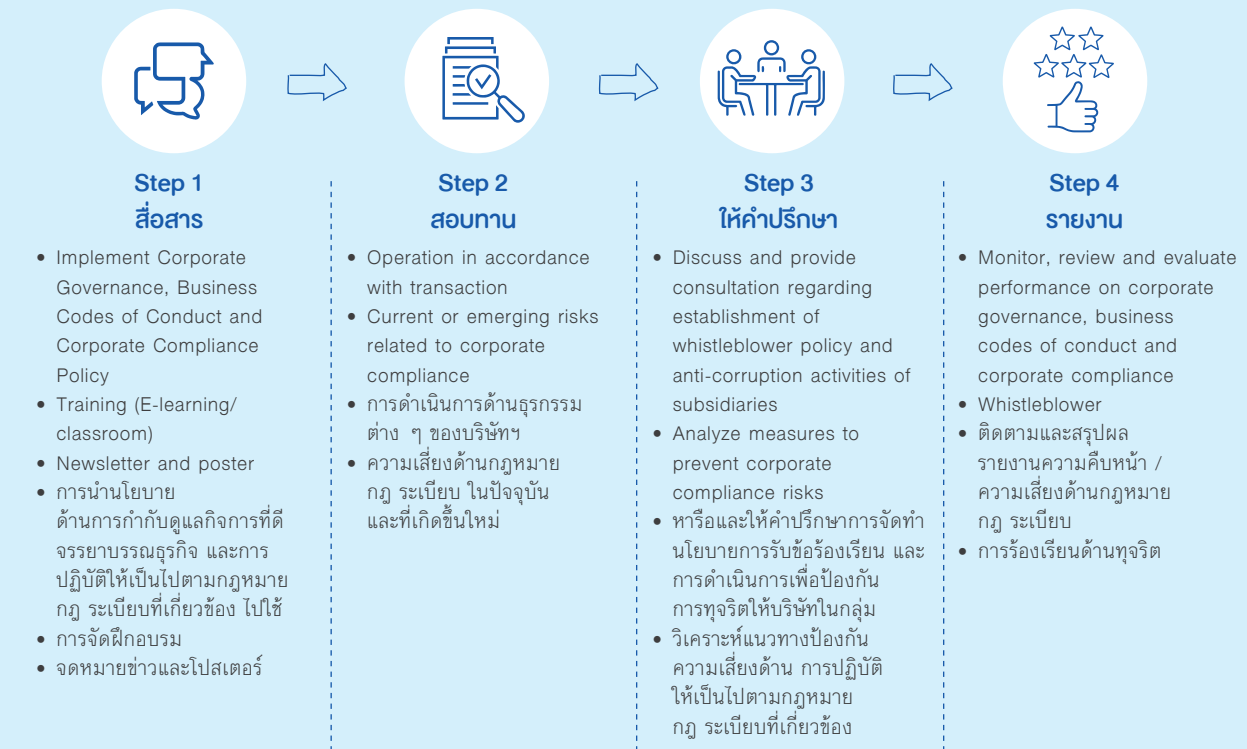 Step 1
สื่อสาร
• Implement Corporate
Governance, Business
Codes of Conduct and
Corporate Compliance
Policy
• Training (E-learning/
classroom)
• Newsletter and poster
• การนำนโยบาย
ด้านการกำกับดูแลกิจการที่ดี
จรรยาบรรณธุรกิจ และการ
ปฏิบัติให้เป็นไปตามกฎหมาย
กฎ ระเบียบที่เกี่ยวข้อง ไปใช้
• การจัดฝึกอบรม
• จดหมายข่าวและโปสเตอร์
Step 2
สอบทาน
• Operation in accordance
with transaction
• Current or emerging risks
related to corporate
compliance
• การดำเนินการด้านธุรกรรม
ต่าง ๆ ของบริษัทฯ
• ความเสี่ยงด้านกฎหมาย
กฎ ระเบียบ ในปัจจุบัน
และที่เกิดขึ้นใหม่
Step 3
ให้คำปรึกษา
• Discuss and provide
consultation regarding
establishment of
whistleblower policy and
anti-corruption activities of
subsidiaries
• Analyze measures to
prevent corporate
compliance risks
• หารือและให้คำปรึกษาการจัดทำ
นโยบายการรับข้อร้องเรียน และ
การดำเนินการเพื่อป้องกัน
การทุจริตให้บริษัทในกลุ่ม
• วิเคราะห์แนวทางป้องกัน
ความเสี่ยงด้าน การปฏิบัติ
ให้เป็นไปตามกฎหมาย
กฎ ระเบียบที่เกี่ยวข้อง
Step 4
รายงาน
• Monitor, review and evaluate
performance on corporate
governance, business
codes of conduct and
corporate compliance
• Whistleblower
• ติดตามและสรุปผล
รายงานความคืบหน้า /
ความเสี่ยงด้านกฎหมาย
กฎ ระเบียบ
• การร้องเรียนด้านทุจริต